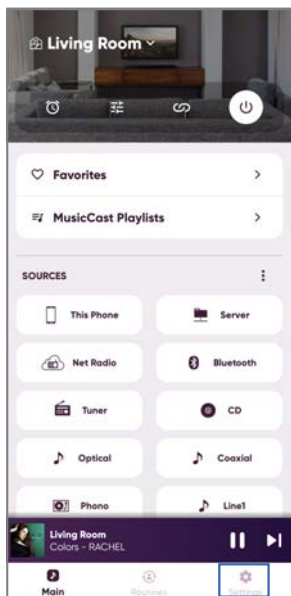 Living Room
Favorites
MusicCast Playlists
SOURCES
This Phone
Server
Net Radio
Bluetooth
Tuner
CD
Optical
Coaxial
Phono
Line1
Living Room
Colors - RACHEL
Main
Routines
Settings